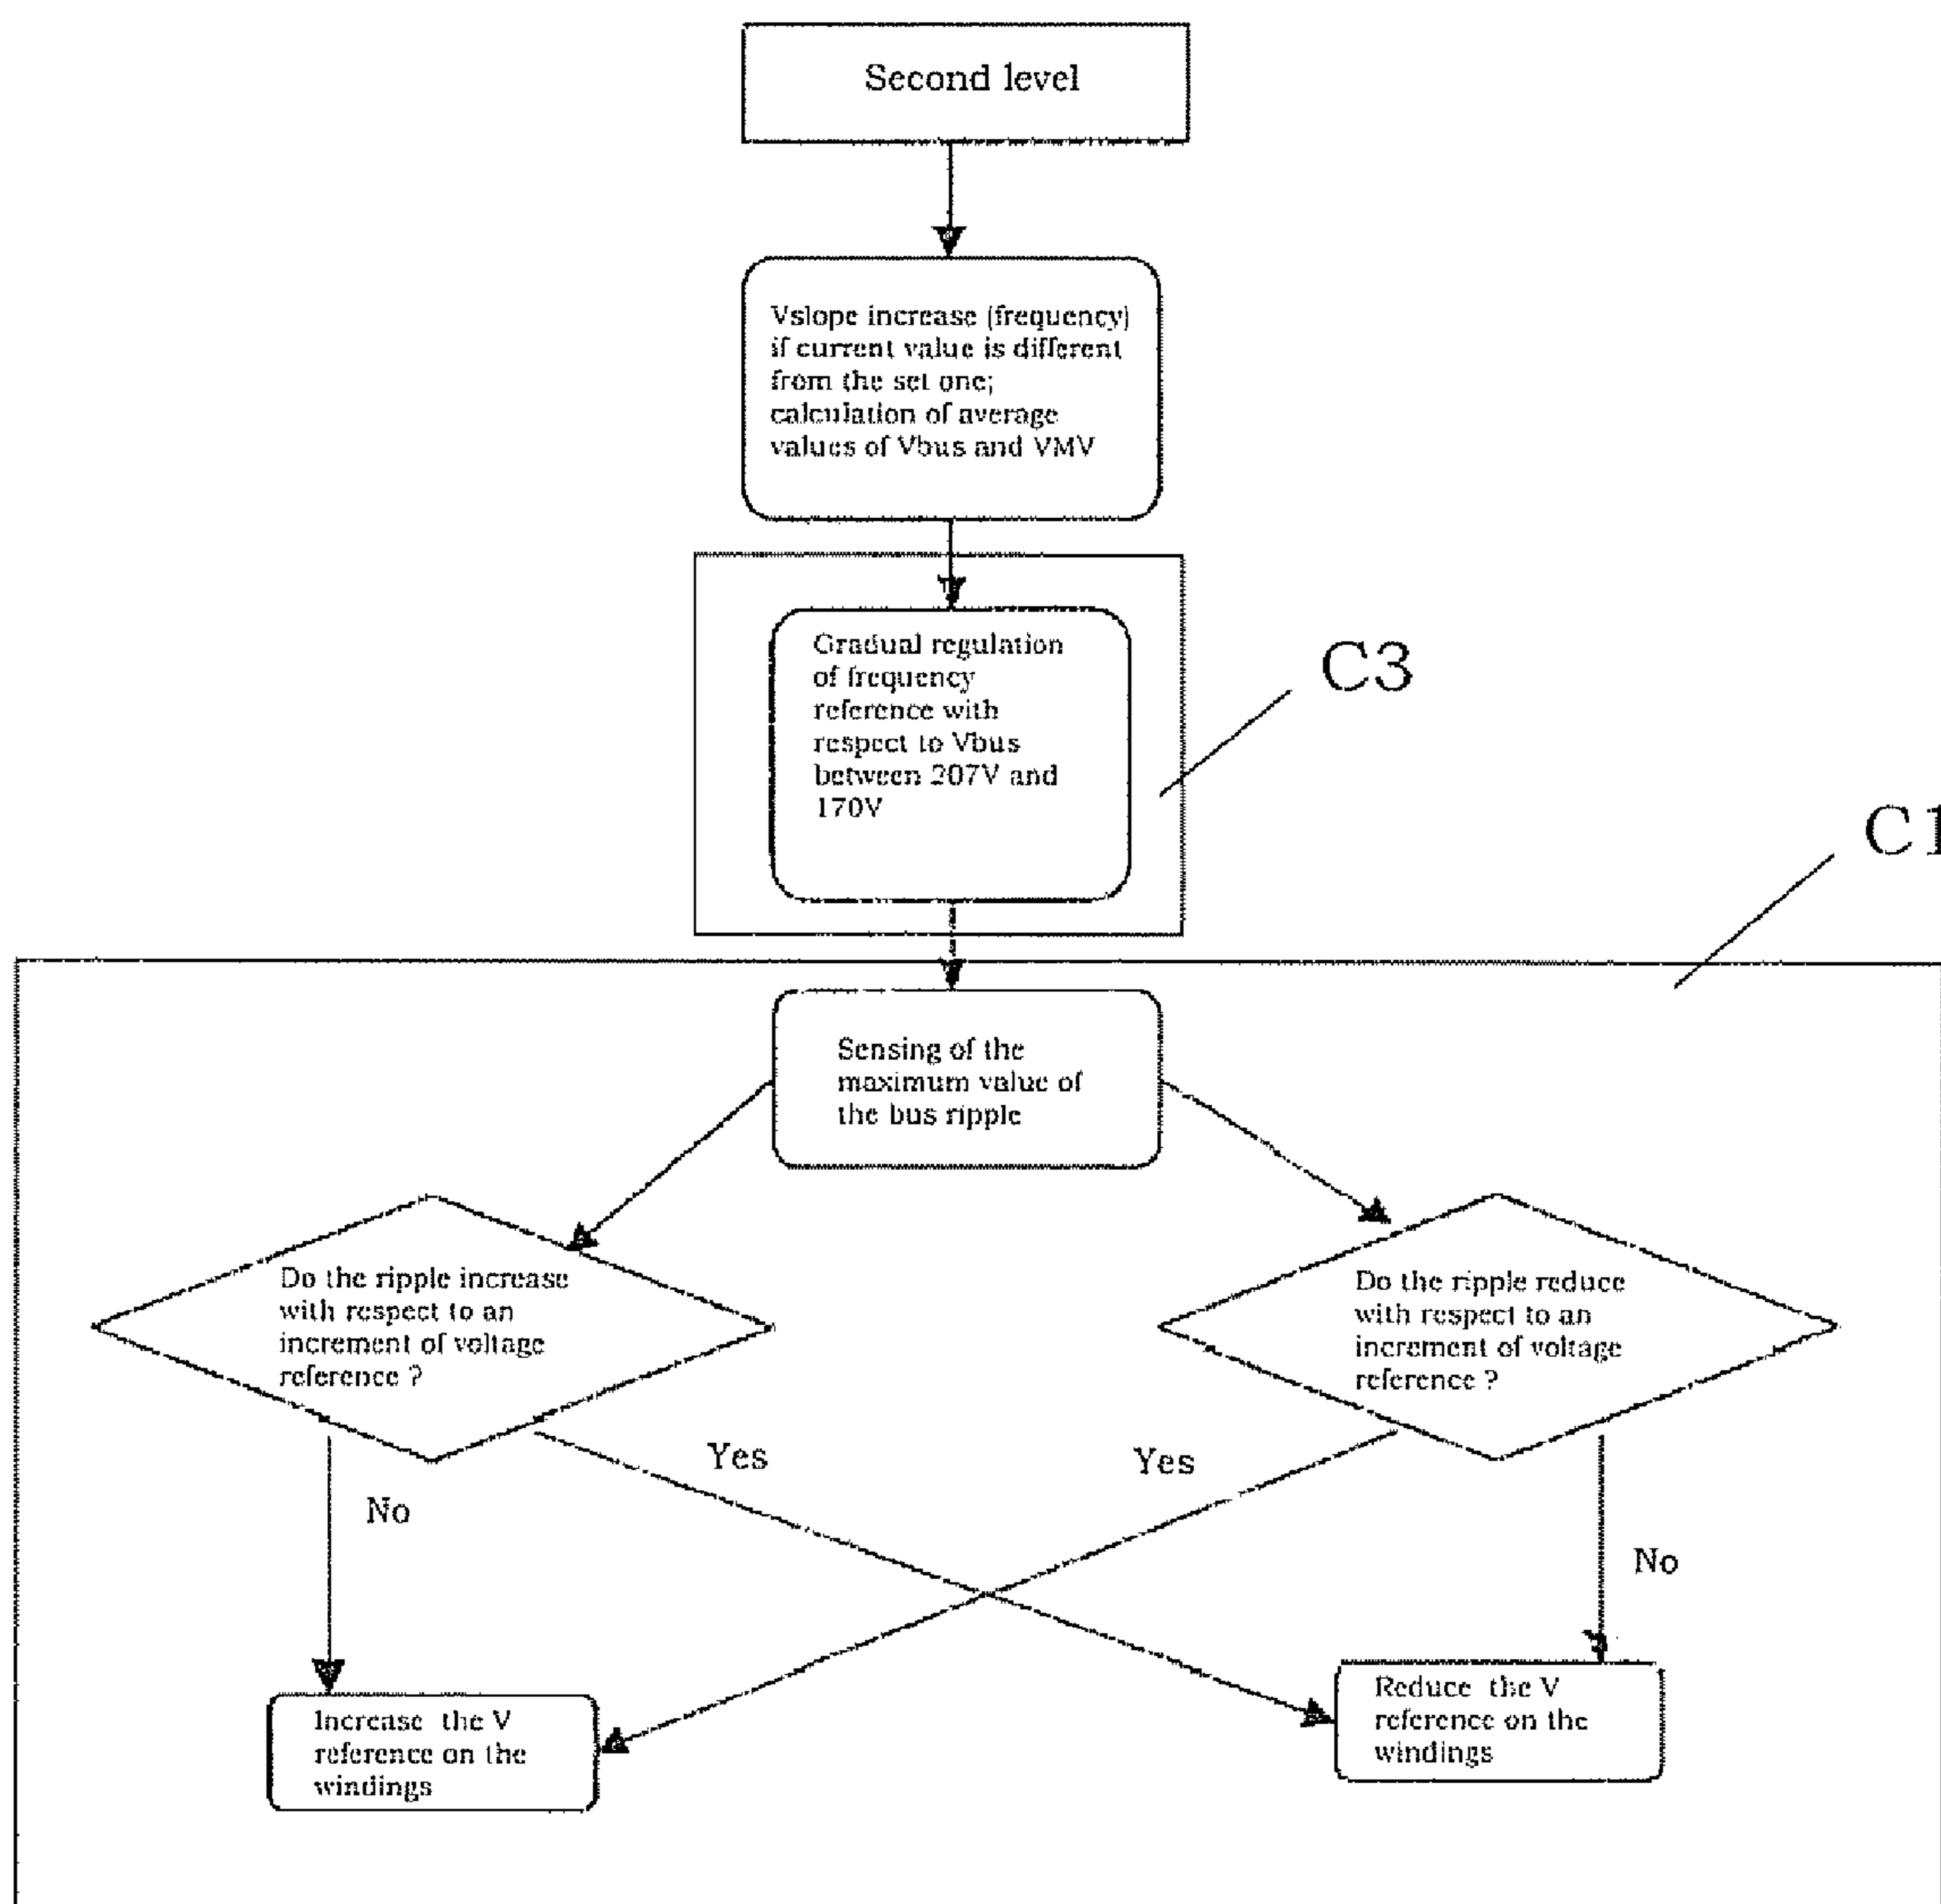 Second level
Vslope increase (frequency)
if current value is different
from the set one;
calculation of average
values of Vbus and VMV
Gradual regulation
of frequency
reference with
respect to Vbus
between 207V and
170V
C3
C1
Sensing of the
maximum value of
the bus ripple
Do the ripple increase
with respect to an
increment of voltage
reference ?
Do the ripple reduce
with respect to an
increment of voltage
reference ?
Yes
Yes
No
No
Increase the V
reference on the
windings
Reduce the V
reference on the
windings